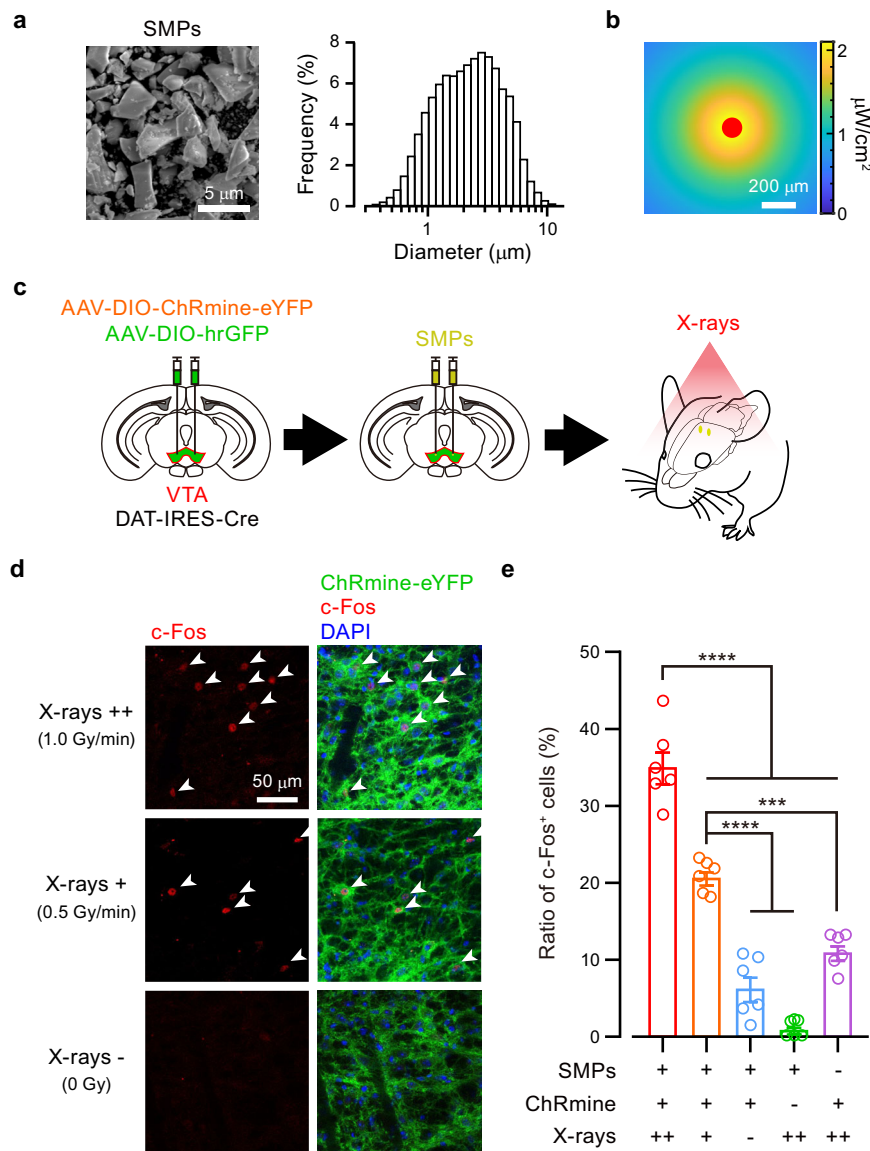 a
SMPs
5 μm
Frequency (%)
8
6
4
2
0
1
10
Diameter (μm)
b
200 μm
2
1
0
μW/cm²
c
AAV-DIO-ChRmine-eYFP
AAV-DIO-hrGFP
VTA
DAT-IRES-Cre
SMPs
X-rays
d
c-Fos
ChRmine-eYFP
c-Fos
DAPI
X-rays ++
(1.0 Gy/min)
50 μm
X-rays +
(0.5 Gy/min)
X-rays -
(0 Gy)
e
Ratio of c-Fos⁺ cells (%)
50
40
30
20
10
0
****
***
****
SMPs + + + + -
ChRmine + + + - +
X-rays ++ + - ++ ++